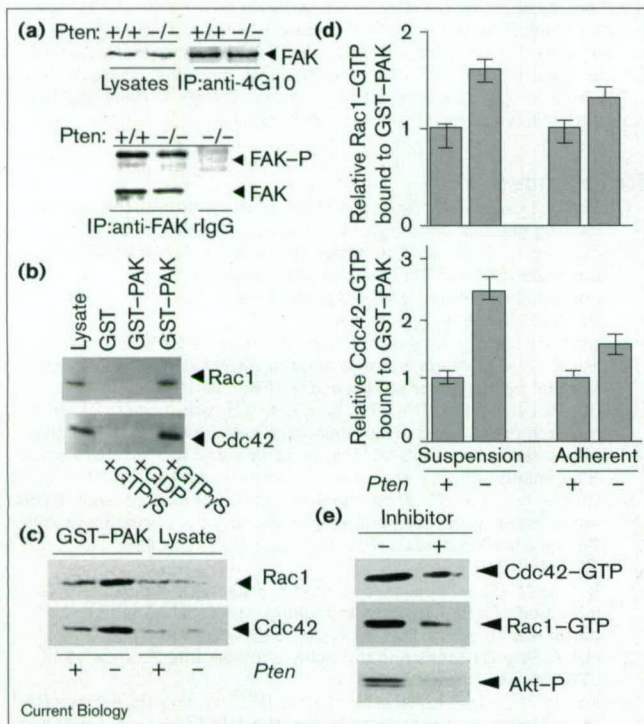 (a)
Pten: +/+ -/- +/+ -/-
FAK
Lysates IP:anti-4G10
Pten: +/+ -/- -/-
FAK–P
FAK
IP:anti-FAK rIgG
(b)
Lysate
GST
GST–PAK
GST–PAK
Rac1
Cdc42
+GTPγS
+GDP
+GTPγS
(c)
GST–PAK Lysate
Rac1
Cdc42
+ – + Pten
Current Biology
(d)
Relative Rac1–GTP
bound to GST–PAK
2
1
0
Relative Cdc42–GTP
bound to GST–PAK
3
2
1
0
Suspension Adherent
Pten + – +
(e)
Inhibitor
– +
Cdc42–GTP
Rac1–GTP
Akt–P